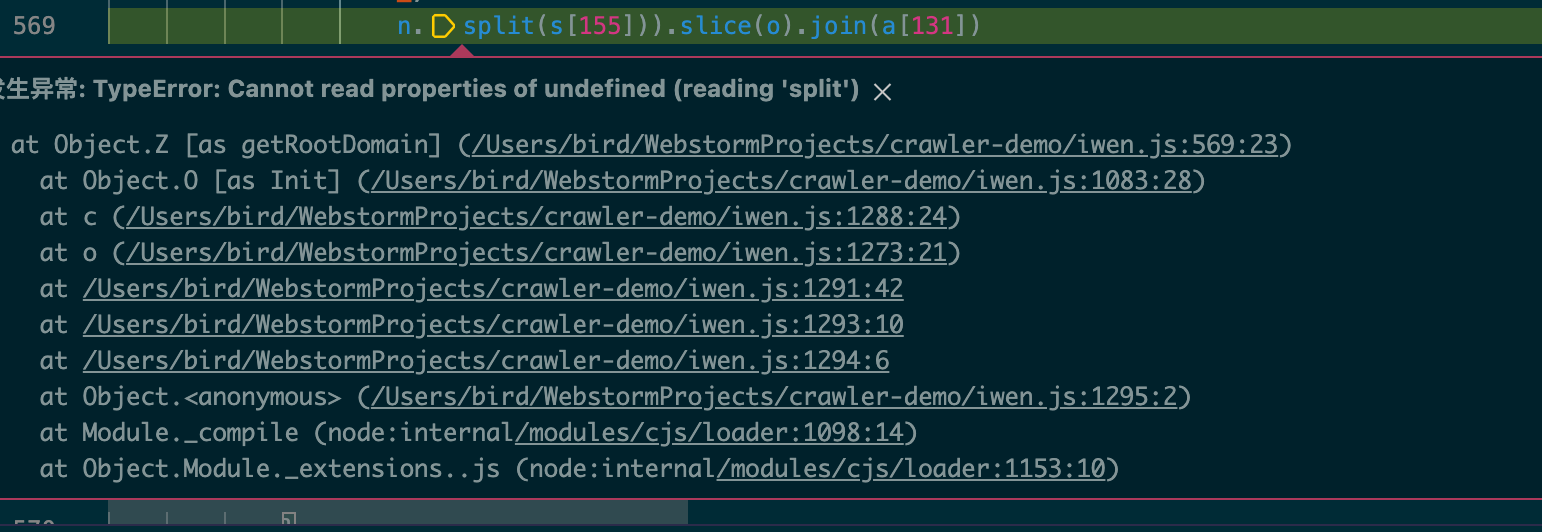 569 n. split(s[155])).slice(o).join(a[131])
发生异常: TypeError: Cannot read properties of undefined (reading 'split')
at Object.Z [as getRootDomain] (/Users/bird/WebstormProjects/crawler-demo/iwen.js:569:23)
at Object.O [as Init] (/Users/bird/WebstormProjects/crawler-demo/iwen.js:1083:28)
at c (/Users/bird/WebstormProjects/crawler-demo/iwen.js:1288:24)
at o (/Users/bird/WebstormProjects/crawler-demo/iwen.js:1273:21)
at /Users/bird/WebstormProjects/crawler-demo/iwen.js:1291:42
at /Users/bird/WebstormProjects/crawler-demo/iwen.js:1293:10
at /Users/bird/WebstormProjects/crawler-demo/iwen.js:1294:6
at Object.<anonymous> (/Users/bird/WebstormProjects/crawler-demo/iwen.js:1295:2)
at Module._compile (node:internal/modules/cjs/loader:1098:14)
at Object.Module._extensions..js (node:internal/modules/cjs/loader:1153:10)